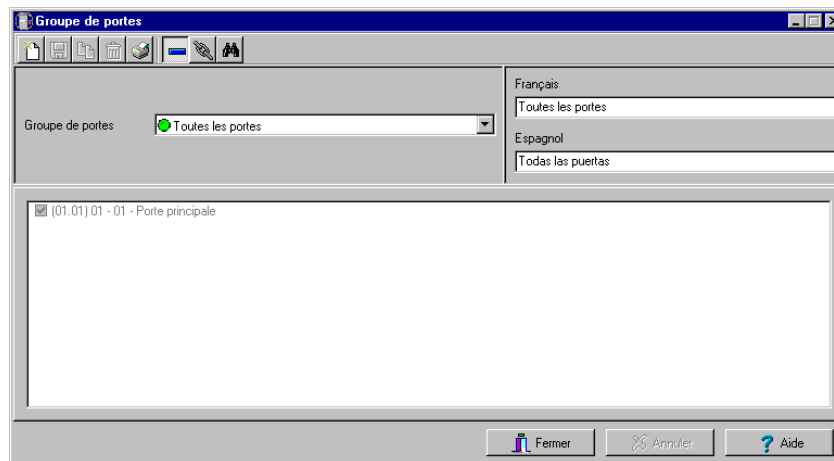 Groupe de portes
Français
Toutes les portes
Groupe de portes
Toutes les portes
Espagnol
Todas las puertas
(01.01) 01 - 01 - Porte principale
Fermer
Annuler
Aide